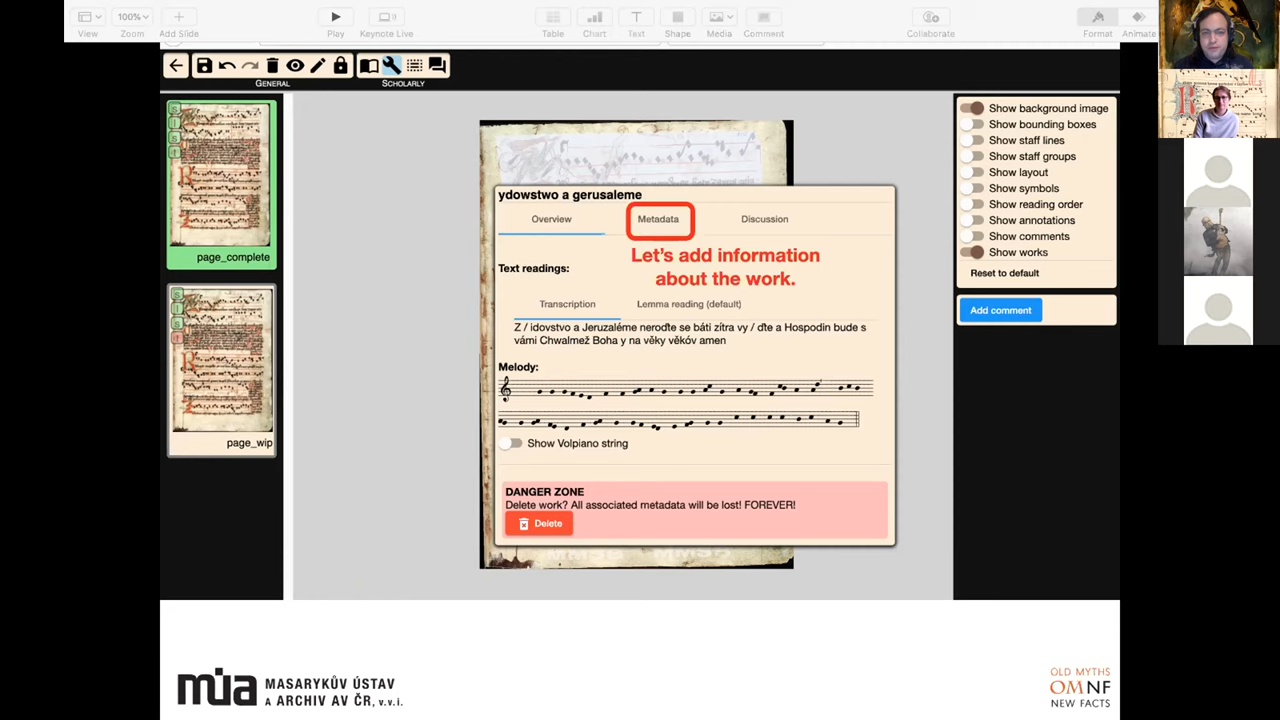 View
100%
Zoom
Add Slide
Play
Keynote Live
Table
Chart
Text
Shape
Media
Comment
Collaborate
Format
Animate
GENERAL
SCHOLARLY
page_complete
page_wip
ydowstwo a gerusaleme
Overview
Metadata
Discussion
Let's add information
about the work.
Text readings:
Transcription
Lemma reading (default)
Z / idovstvo a Jeruzaléme neroďte se báti zítra vy / ďte a Hospodin bude s
vámi Chwalmež Boha y na věky věkóv amen
Melody:
Show Volpiano string
DANGER ZONE
Delete work? All associated metadata will be lost! FOREVER!
Delete
Show background image
Show bounding boxes
Show staff lines
Show staff groups
Show layout
Show symbols
Show reading order
Show annotations
Show comments
Show works
Reset to default
Add comment
mia
MASARYKŮV ÚSTAV
A ARCHIV AV ČR, v.v.i.
OLD MYTHS
OMNF
NEW FACTS